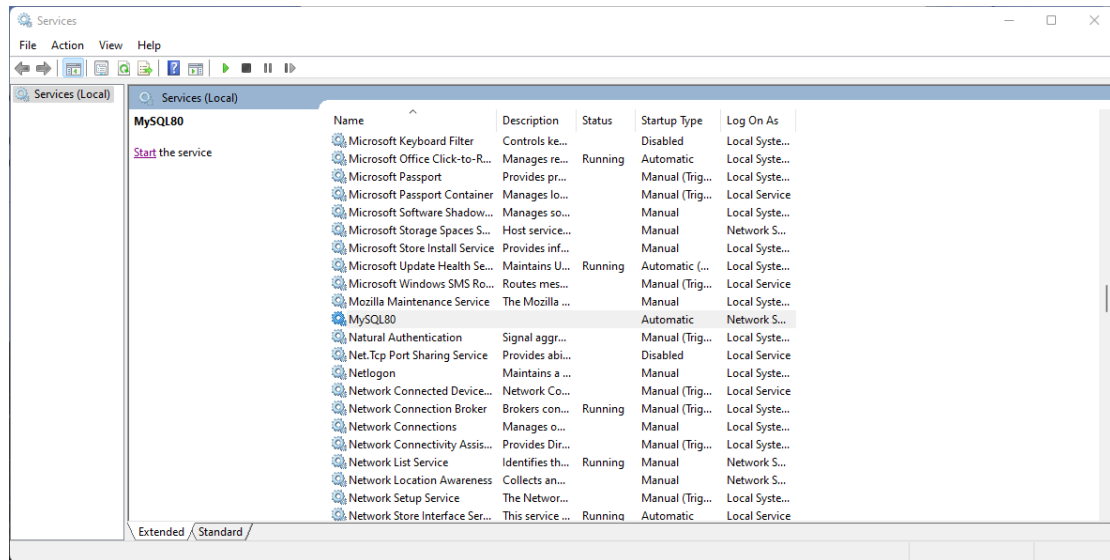 Services
File Action View Help
Services (Local)
Services (Local)
MySQL80
Start the service
Name Description Status Startup Type Log On As
Microsoft Keyboard Filter Controls ke... Disabled Local Syste...
Microsoft Office Click-to-R... Manages re... Running Automatic Local Syste...
Microsoft Passport Provides pr... Manual (Trig... Local Syste...
Microsoft Passport Container Manages lo... Manual (Trig... Local Service
Microsoft Software Shadow... Manages so... Manual Local Syste...
Microsoft Storage Spaces S... Host service... Manual Network S...
Microsoft Store Install Service Provides inf... Manual Local Syste...
Microsoft Update Health Se... Maintains U... Running Automatic (... Local Syste...
Microsoft Windows SMS Ro... Routes mes... Manual (Trig... Local Service
Mozilla Maintenance Service The Mozilla ... Manual Local Syste...
MySQL80 Automatic Network S...
Natural Authentication Signal aggr... Manual (Trig... Local Syste...
Net.Tcp Port Sharing Service Provides abi... Disabled Local Service
Netlogon Maintains a ... Manual Local Syste...
Network Connected Device... Network Co... Manual (Trig... Local Service
Network Connection Broker Brokers con... Running Manual (Trig... Local Syste...
Network Connections Manages o... Manual Local Syste...
Network Connectivity Assis... Provides Dir... Manual (Trig... Local Syste...
Network List Service Identifies th... Running Manual Network S...
Network Location Awareness Collects an... Manual Network S...
Network Setup Service The Networ... Manual (Trig... Local Syste...
Network Store Interface Ser... This service ... Running Automatic Local Service
Extended Standard